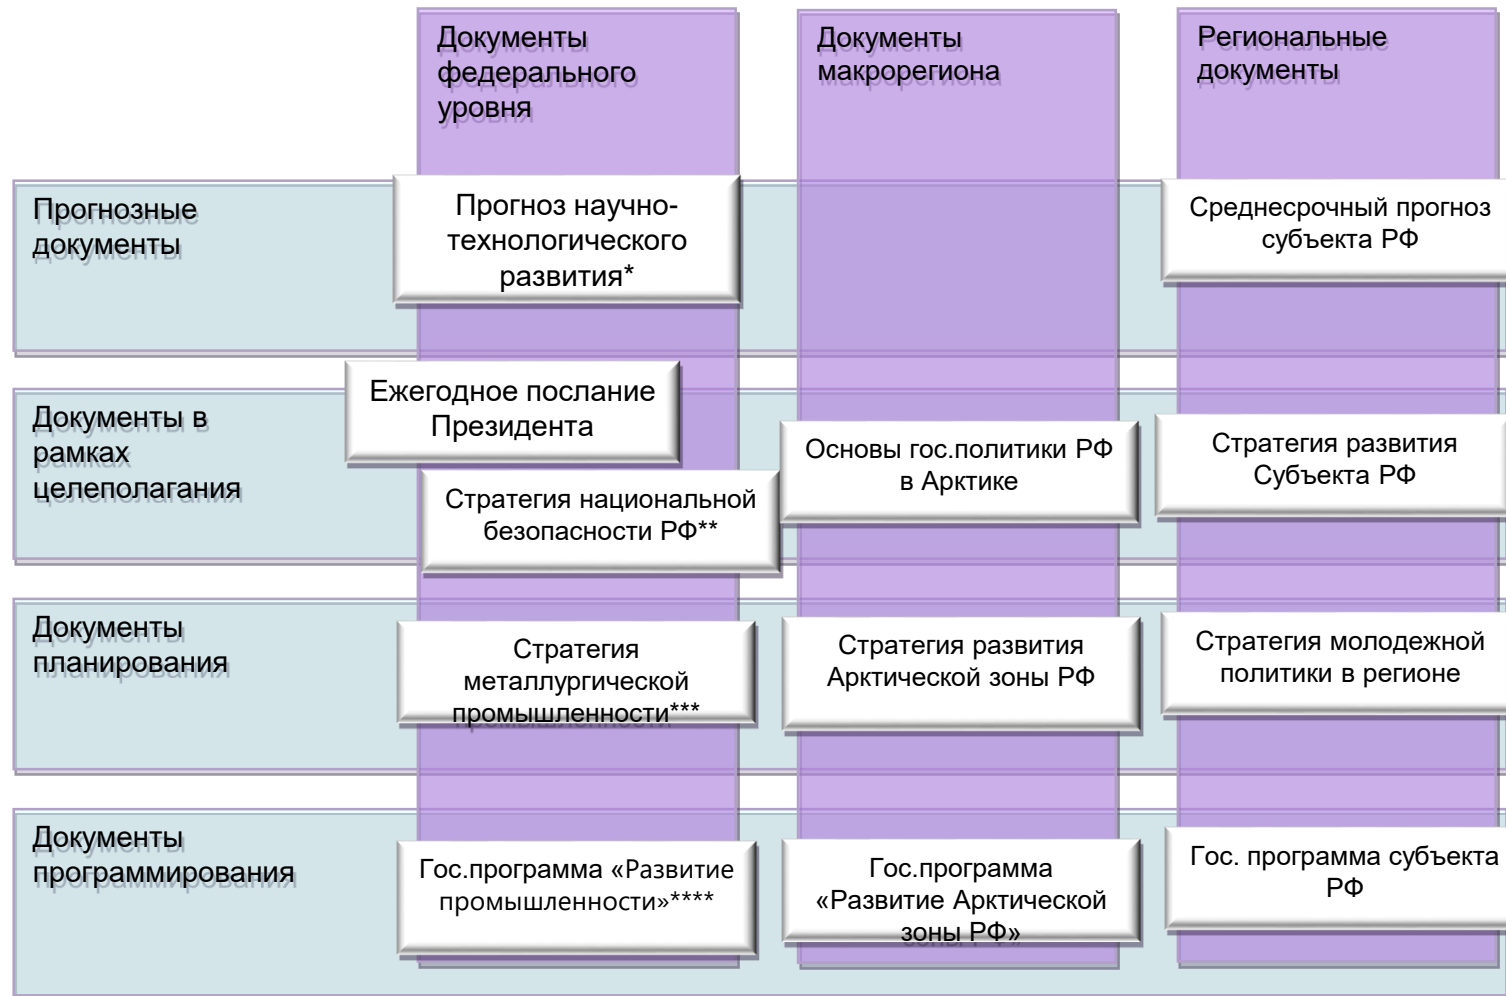 Документы
федерального
уровня
Документы
макрорегиона
Региональные
документы
Прогнозные
документы
Прогноз научно-
технологического
развития*
Среднесрочный прогноз
субъекта РФ
Документы в
рамках
целеполагания
Ежегодное послание
Президента
Стратегия национальной
безопасности РФ**
Основы гос.политики РФ
в Арктике
Стратегия развития
Субъекта РФ
Документы
планирования
Стратегия
металлургической
промышленности***
Стратегия развития
Арктической зоны РФ
Стратегия молодежной
политики в регионе
Документы
программирования
Гос.программа «Развитие
промышленности»****
Гос.программа
«Развитие Арктической
зоны РФ»
Гос. программа субъекта
РФ